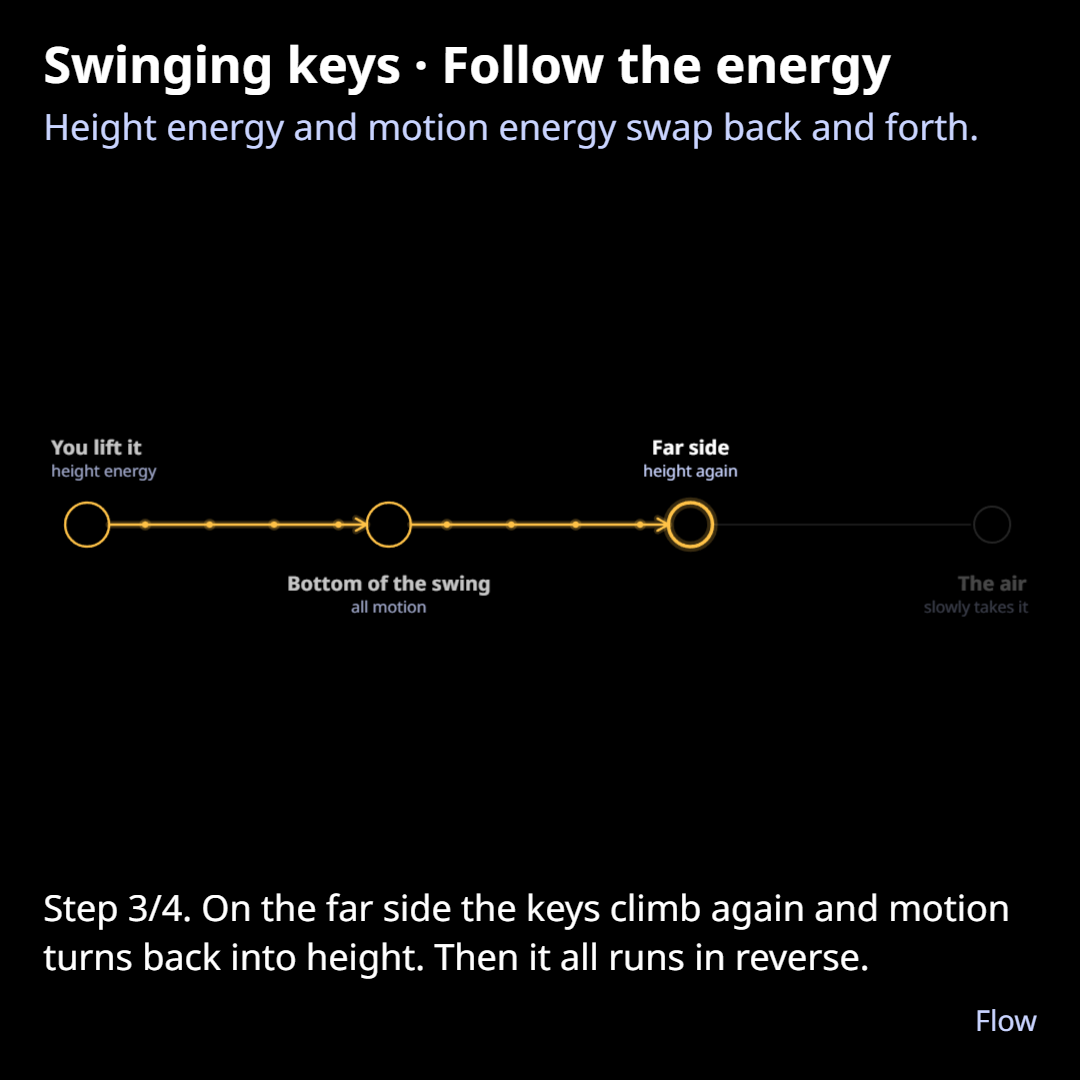 Swinging keys · Follow the energy
Height energy and motion energy swap back and forth.
You lift it
height energy
Far side
height again
Bottom of the swing
all motion
The air
slowly takes it
Step 3/4. On the far side the keys climb again and motion
turns back into height. Then it all runs in reverse.
Flow